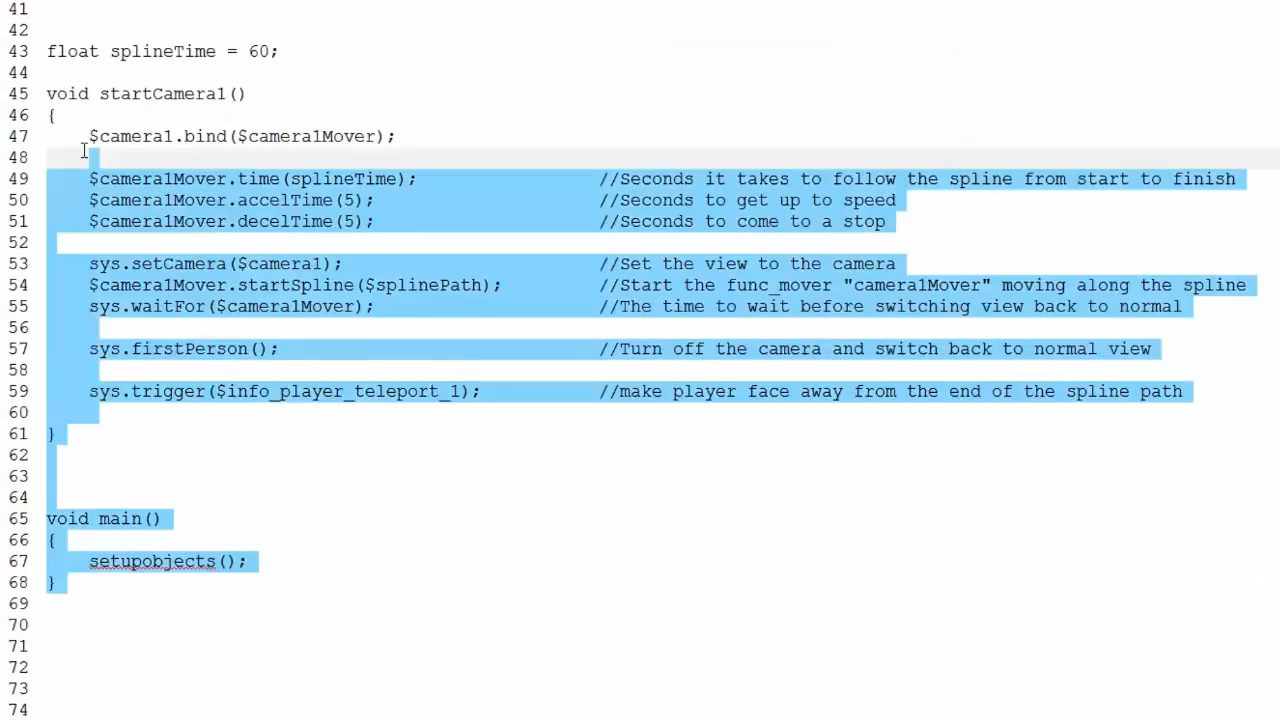 41
42
43 float splineTime = 60;
44
45 void startCamera1()
46 {
47 $camera1.bind($camera1Mover);
48
49 $camera1Mover.time(splineTime); //Seconds it takes to follow the spline from start to finish
50 $camera1Mover.accelTime(5); //Seconds to get up to speed
51 $camera1Mover.decelTime(5); //Seconds to come to a stop
52
53 sys.setCamera($camera1); //Set the view to the camera
54 $camera1Mover.startSpline($splinePath); //Start the func_mover "camera1Mover" moving along the spline
55 sys.waitFor($camera1Mover); //The time to wait before switching view back to normal
56
57 sys.firstPerson(); //Turn off the camera and switch back to normal view
58
59 sys.trigger($info_player_teleport_1); //make player face away from the end of the spline path
60
61 }
62
63
64
65 void main()
66 {
67 setupobjects();
68 }
69
70
71
72
73
74